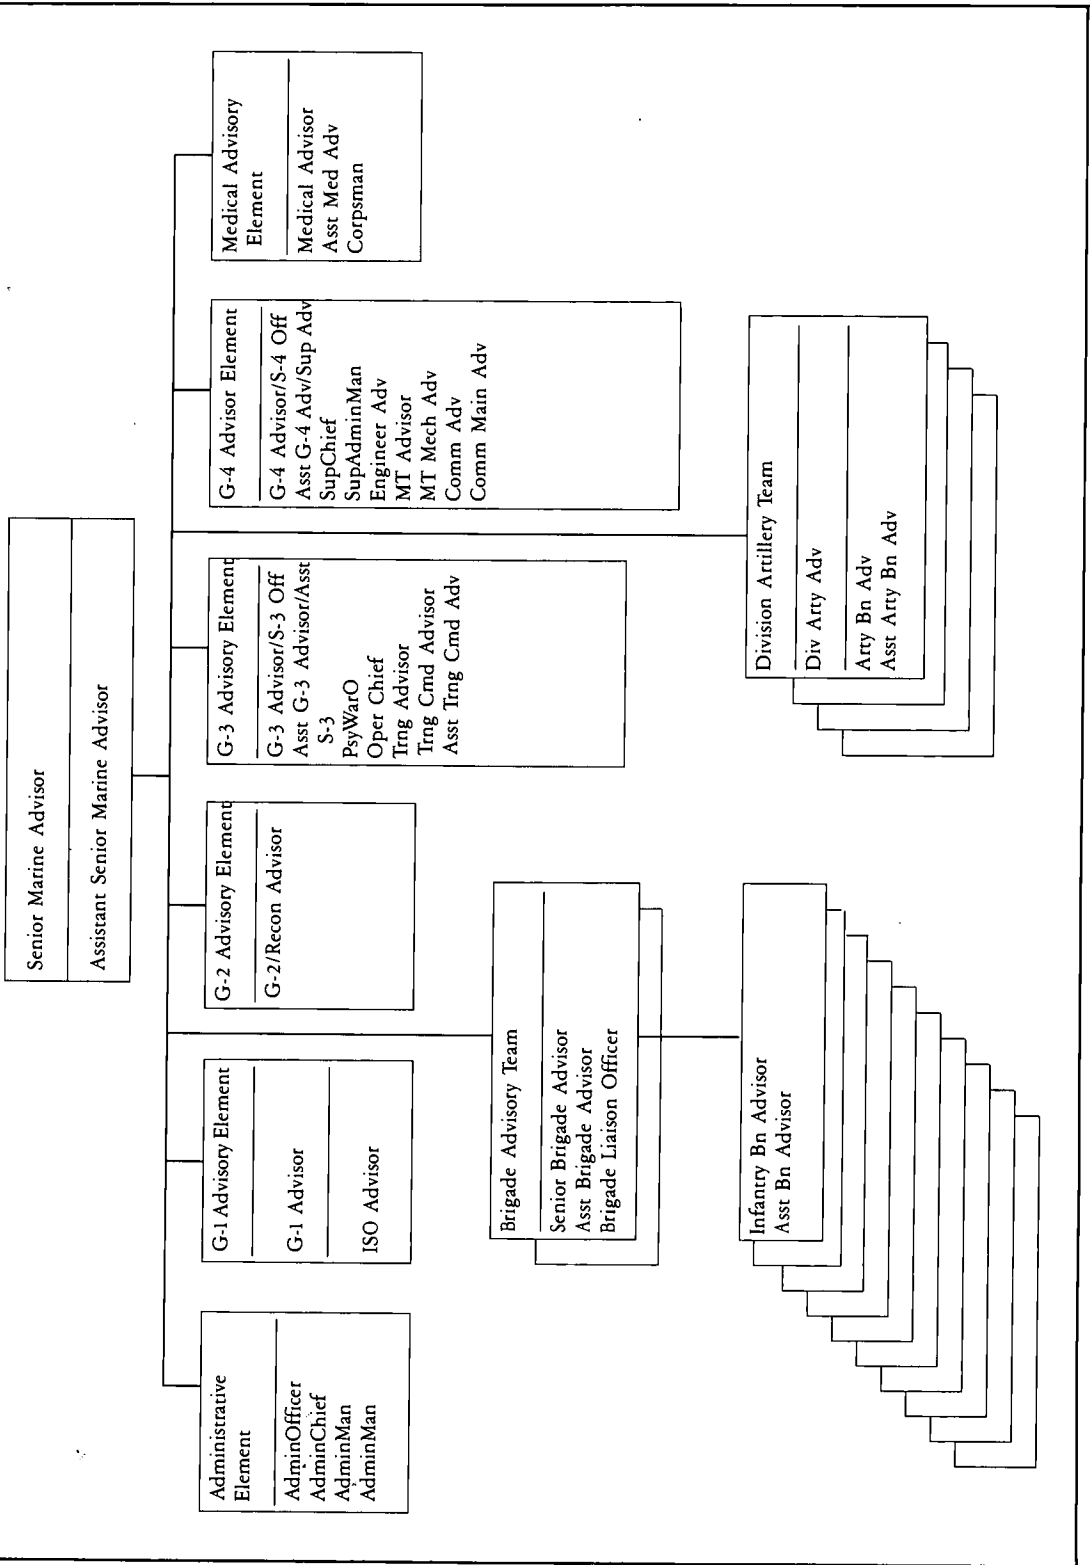 Senior Marine Advisor
Assistant Senior Marine Advisor
Administrative
Element
AdminOfficer
AdminChief
AdminMan
AdminMan
G-1 Advisory Element
G-1 Advisor
ISO Advisor
G-2 Advisory Element
G-2/Recon Advisor
G-3 Advisory Element
G-3 Advisor/S-3 Off
Asst G-3 Advisor/Asst
S-3
PsyWarO
Oper Chief
Trng Advisor
Trng Cmd Advisor
Asst Trng Cmd Adv
G-4 Advisor Element
G-4 Advisor/S-4 Off
Asst G-4 Adv/Sup Adv
SupChief
SupAdminMan
Engineer Adv
MT Advisor
MT Mech Adv
Comm Adv
Comm Main Adv
Medical Advisory
Element
Medical Advisor
Asst Med Adv
Corpsman
Brigade Advisory Team
Senior Brigade Advisor
Asst Brigade Advisor
Brigade Liaison Officer
Infantry Bn Advisor
Asst Bn Advisor
Division Artillery Team
Div Arty Adv
Arty Bn Adv
Asst Arty Bn Adv